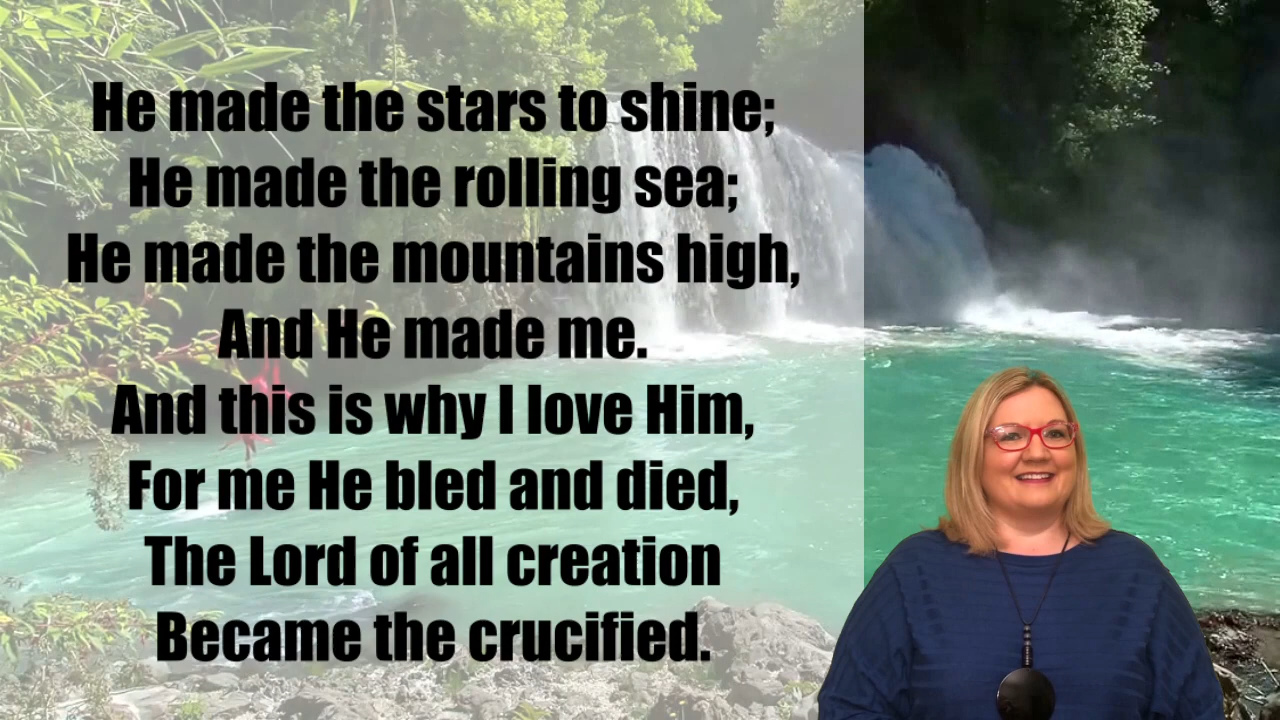 He made the stars to shine;
He made the rolling sea;
He made the mountains high,
And He made me.
And this is why I love Him,
For me He bled and died,
The Lord of all creation
Became the crucified.